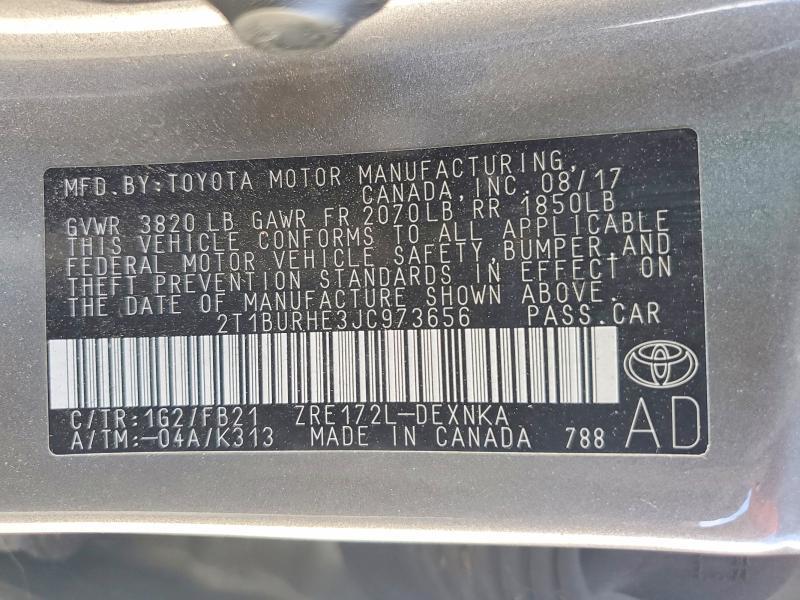 MFD.BY:TOYOTA MOTOR MANUFACTURING,
CANADA,INC. 08/17
GVWR 3820 LB GAWR FR 2070LB RR 1850LB
THIS VEHICLE CONFORMS TO ALL APPLICABLE
FEDERAL MOTOR VEHICLE SAFETY,BUMPER,AND
THEFT PREVENTION STANDARDS IN EFFECT ON
THE DATE OF MANUFACTURE SHOWN ABOVE.
2T1BURHE3JC973656 PASS.CAR
C/TR:1G2/FB21 ZRE172L-DEXNKA
A/TM:-04A/K313 MADE IN CANADA 788 AD